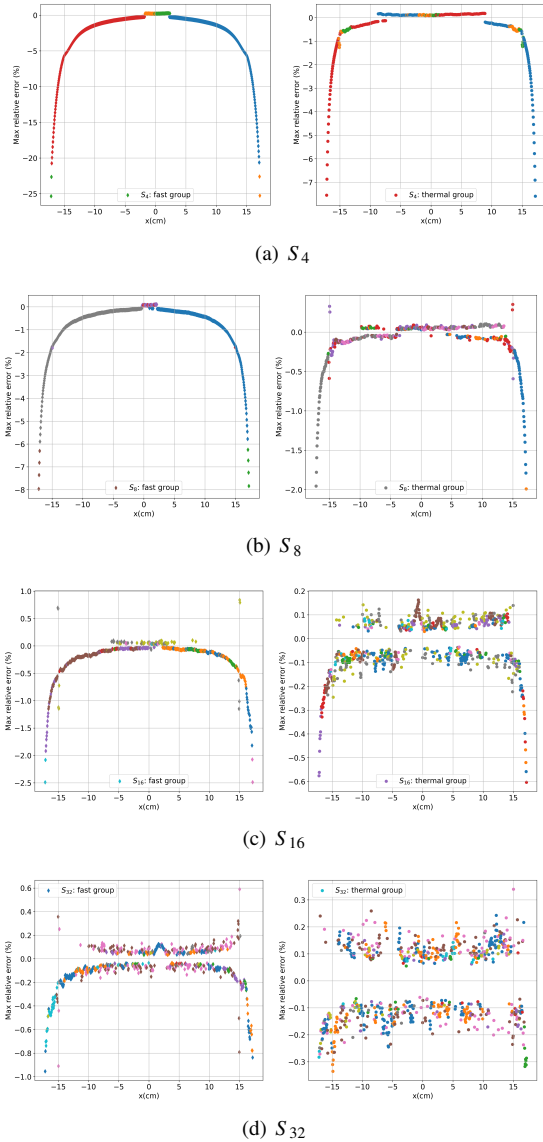 Max relative error (%)
0
−5
−10
−15
−20
−25
−15 −10 −5 0 5 10 15
x(cm)
S4: fast group
Max relative error (%)
0
−1
−2
−3
−4
−5
−6
−7
−15 −10 −5 0 5 10 15
x(cm)
S4: thermal group
(a) S4
Max relative error (%)
0
−1
−2
−3
−4
−5
−6
−7
−8
−15 −10 −5 0 5 10 15
x(cm)
S8: fast group
Max relative error (%)
0.0
−0.5
−1.0
−1.5
−2.0
−15 −10 −5 0 5 10 15
x(cm)
S8: thermal group
(b) S8
Max relative error (%)
1.0
0.5
0.0
−0.5
−1.0
−1.5
−2.0
−2.5
−15 −10 −5 0 5 10 15
x(cm)
S16: fast group
Max relative error (%)
0.2
0.1
0.0
−0.1
−0.2
−0.3
−0.4
−0.5
−0.6
−15 −10 −5 0 5 10 15
x(cm)
S16: thermal group
(c) S16
S32: fast group
Max relative error (%)
0.6
0.4
0.2
0.0
−0.2
−0.4
−0.6
−0.8
−1.0
−15 −10 −5 0 5 10 15
x(cm)
S32: thermal group
Max relative error (%)
0.3
0.2
0.1
0.0
−0.1
−0.2
−0.3
−15 −10 −5 0 5 10 15
x(cm)
(d) S32